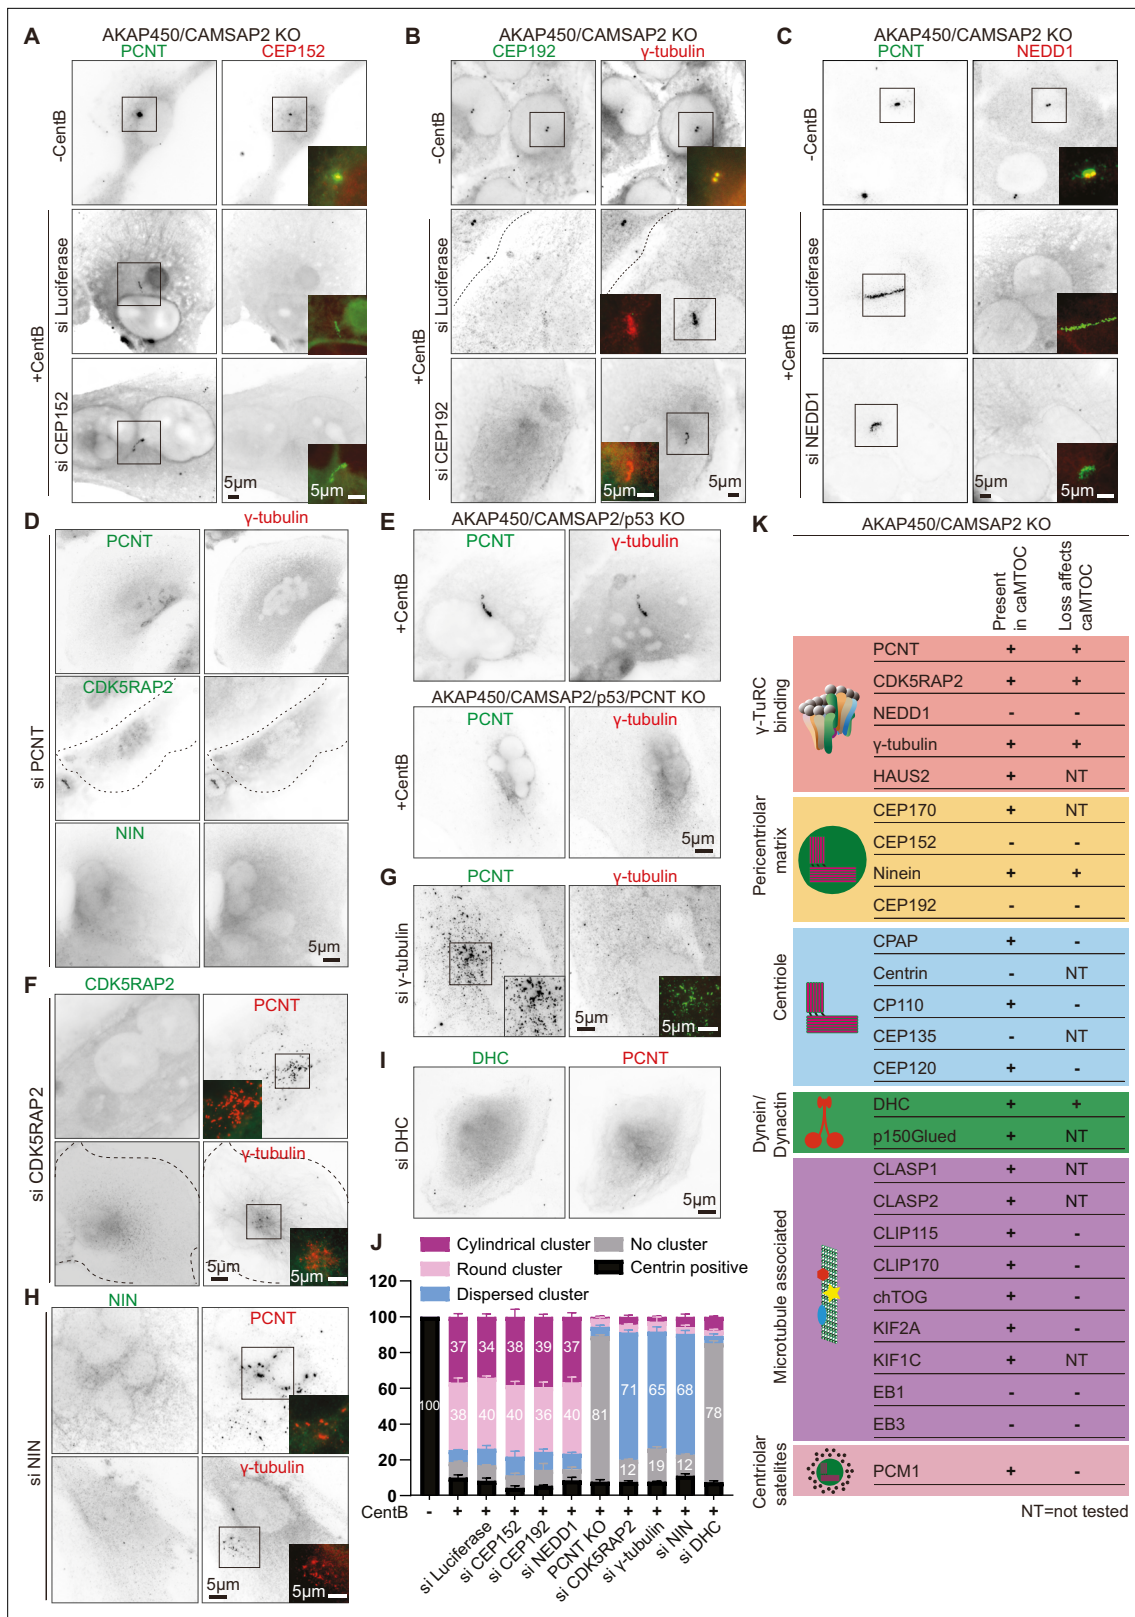 A
AKAP450/CAMSAP2 KO
PCNT CEP152
-CentB
+CentB
si Luciferase
si CEP152
5µm 5µm
B
AKAP450/CAMSAP2 KO
CEP192 γ-tubulin
-CentB
+CentB
si Luciferase
si CEP192
5µm
C
AKAP450/CAMSAP2 KO
PCNT NEDD1
-CentB
+CentB
si Luciferase
si NEDD1
5µm
D
γ-tubulin
si PCNT
PCNT
CDK5RAP2
NIN
5µm
E
AKAP450/CAMSAP2/p53 KO
PCNT γ-tubulin
+CentB
AKAP450/CAMSAP2/p53/PCNT KO
PCNT γ-tubulin
+CentB
5µm
F
CDK5RAP2
PCNT
si CDK5RAP2
γ-tubulin
5µm 5µm
G
PCNT γ-tubulin
si γ-tubulin
5µm 5µm
H
NIN
PCNT
si NIN
γ-tubulin
5µm 5µm
I
DHC PCNT
si DHC
5µm
J
Cylindrical cluster No cluster
Round cluster Centrin positive
Dispersed cluster
120
100
80
60
40
20
0
100
37 34 38 39 37
38 40 40 36 40
81 71 65 68 78
12 19 12
CentB - + + + + + + + + + +
si Luciferase
si CEP152
si CEP192
si NEDD1
PCNT KO
si CDK5RAP2
si γ-tubulin
si NIN
si DHC
K
AKAP450/CAMSAP2 KO
Present in caMTOC
Loss affects caMTOC
γ-TuRC binding
PCNT + +
CDK5RAP2 + +
NEDD1 - -
γ-tubulin + +
HAUS2 + NT
Pericentriolar matrix
CEP170 + NT
CEP152 - -
Ninein + +
CEP192 - -
Centriole
CPAP + -
Centrin - NT
CP110 + -
CEP135 - NT
CEP120 + -
Dynein/ Dynactin
DHC + +
p150Glued + NT
Microtubule associated
CLASP1 + NT
CLASP2 + NT
CLIP115 + -
CLIP170 + -
chTOG + -
KIF2A + -
KIF1C + NT
EB1 - -
EB3 - -
Centriolar satelites
PCM1 + -
NT=not tested